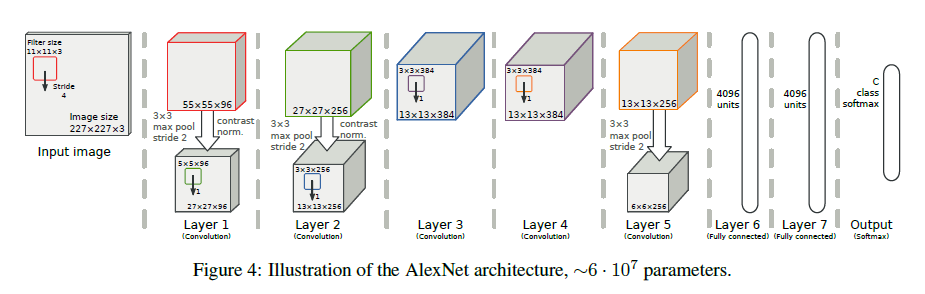 Filter size
11×11×3
Stride
4
Image size
227×227×3
Input image
55×55×96
3×3
max pool
stride 2
contrast
norm.
5×5×96
1
27×27×96
Layer 1
(Convolution)
27×27×256
3×3
max pool
stride 2
contrast
norm.
3×3×256
1
13×13×256
Layer 2
(Convolution)
3×3×384
1
13×13×384
Layer 3
(Convolution)
3×3×384
1
13×13×384
Layer 4
(Convolution)
13×13×256
3×3
max pool
stride 2
6×6×256
Layer 5
(Convolution)
4096
units
Layer 6
(Fully connected)
4096
units
Layer 7
(Fully connected)
C
class
softmax
Output
(Softmax)
Figure 4: Illustration of the AlexNet architecture, ∼6 · 10⁷ parameters.